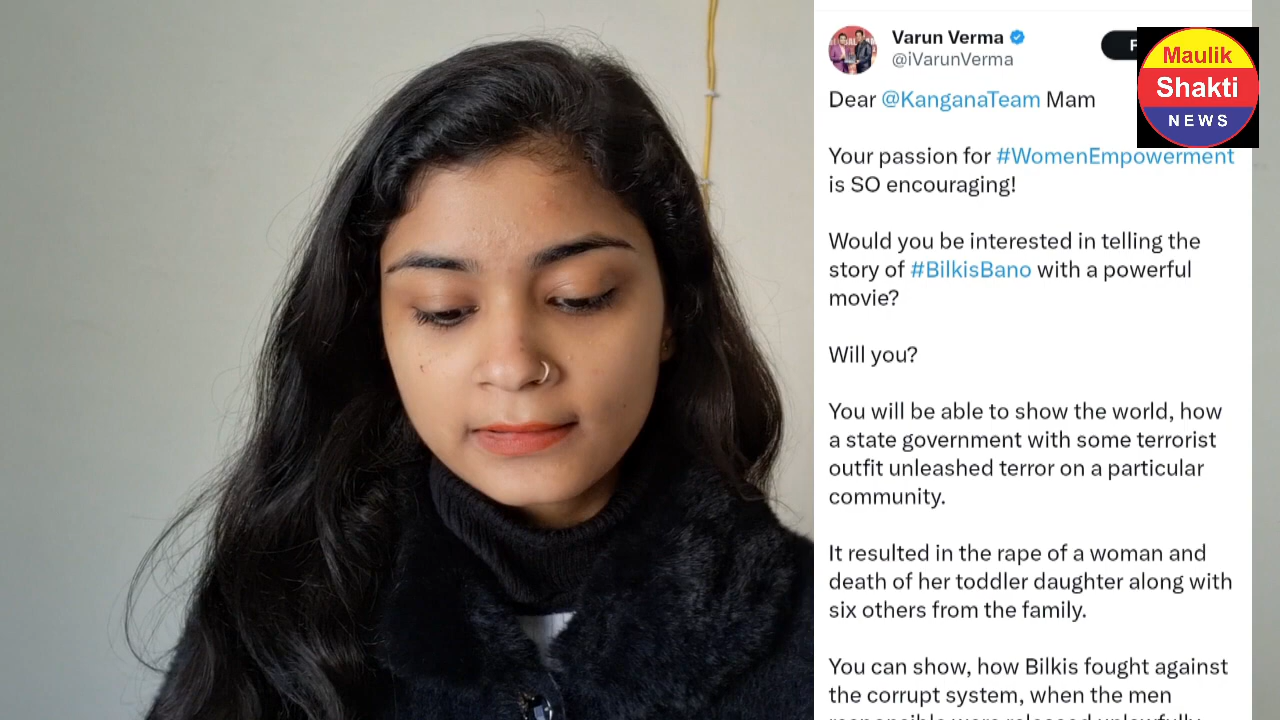 Varun Verma
@iVarunVerma
F
Maulik
Shakti
NEWS
Dear @KanganaTeam Mam
Your passion for #WomenEmpowerment
is SO encouraging!
Would you be interested in telling the
story of #BilkisBano with a powerful
movie?
Will you?
You will be able to show the world, how
a state government with some terrorist
outfit unleashed terror on a particular
community.
It resulted in the rape of a woman and
death of her toddler daughter along with
six others from the family.
You can show, how Bilkis fought against
the corrupt system, when the men
responsible were released unlawfully